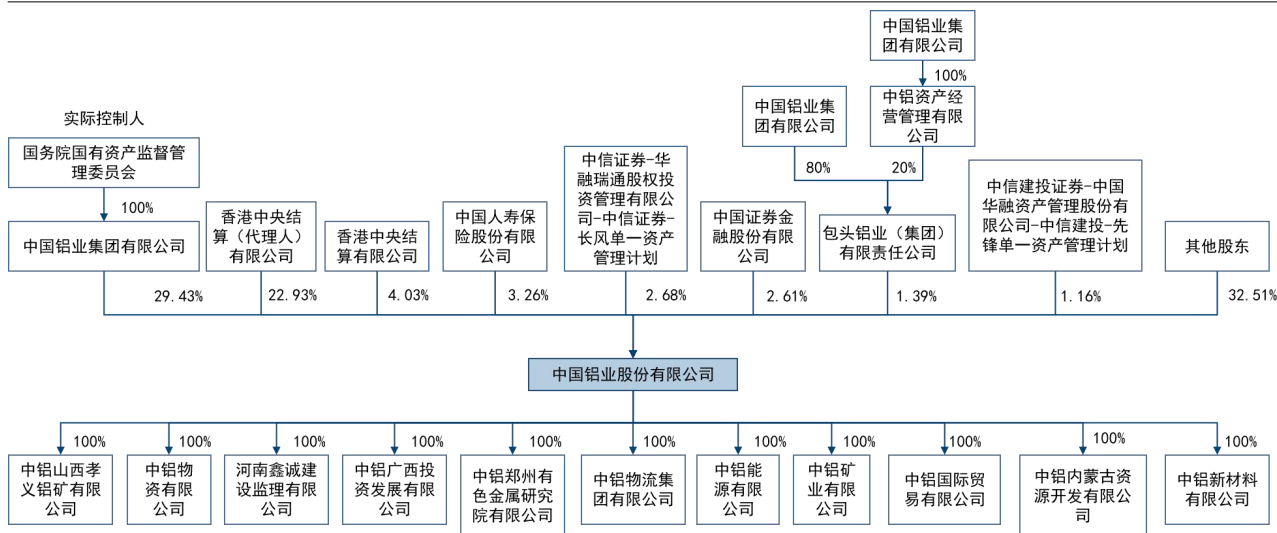 中国铝业集
团有限公司
100%
中国铝业集
团有限公司
中铝资产经
营管理有限
公司
80%
20%
实际控制人
国务院国有资产监督管
理委员会
100%
中国铝业集团有限公司
香港中央结
算（代理人）
有限公司
香港中央结
算有限公司
中国人寿保
险股份有限
公司
中信证券-华
融瑞通股权投
资管理有限公
司-中信证券-
长风单一资产
管理计划
中国证券金
融股份有限
公司
包头铝业（集团）
有限责任公司
中信建投证券-中国
华融资产管理股份有
限公司-中信建投-先
锋单一资产管理计划
其他股东
29.43%
22.93%
4.03%
3.26%
2.68%
2.61%
1.39%
1.16%
32.51%
中国铝业股份有限公司
100%
100%
100%
100%
100%
100%
100%
100%
100%
100%
100%
中铝山西孝
义铝矿有限
公司
中铝物
资有限
公司
河南鑫诚建
设监理有限
公司
中铝广西投
资发展有限
公司
中铝郑州有
色金属研究
院有限公司
中铝物流集
团有限公司
中铝能
源有限
公司
中铝矿
业有限
公司
中铝国际贸
易有限公司
中铝内蒙古资
源开发有限公
司
中铝新材料
有限公司